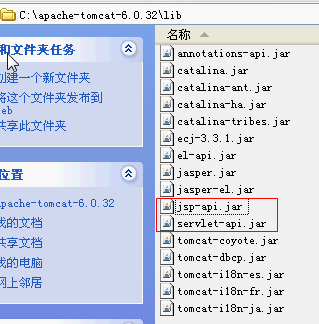 C:\apache-tomcat-6.0.32\lib
和文件夹任务
创建一个新文件夹
将这个文件夹发布到
eb
共享此文件夹
位置
apache-tomcat-6.0.32
我的文档
共享文档
我的电脑
网上邻居
名称
annotations-api.jar
catalina.jar
catalina-ant.jar
catalina-ha.jar
catalina-tribes.jar
ecj-3.3.1.jar
el-api.jar
jasper.jar
jasper-el.jar
jsp-api.jar
servlet-api.jar
tomcat-coyote.jar
tomcat-dbcp.jar
tomcat-i18n-es.jar
tomcat-i18n-fr.jar
tomcat-i18n-ja.jar